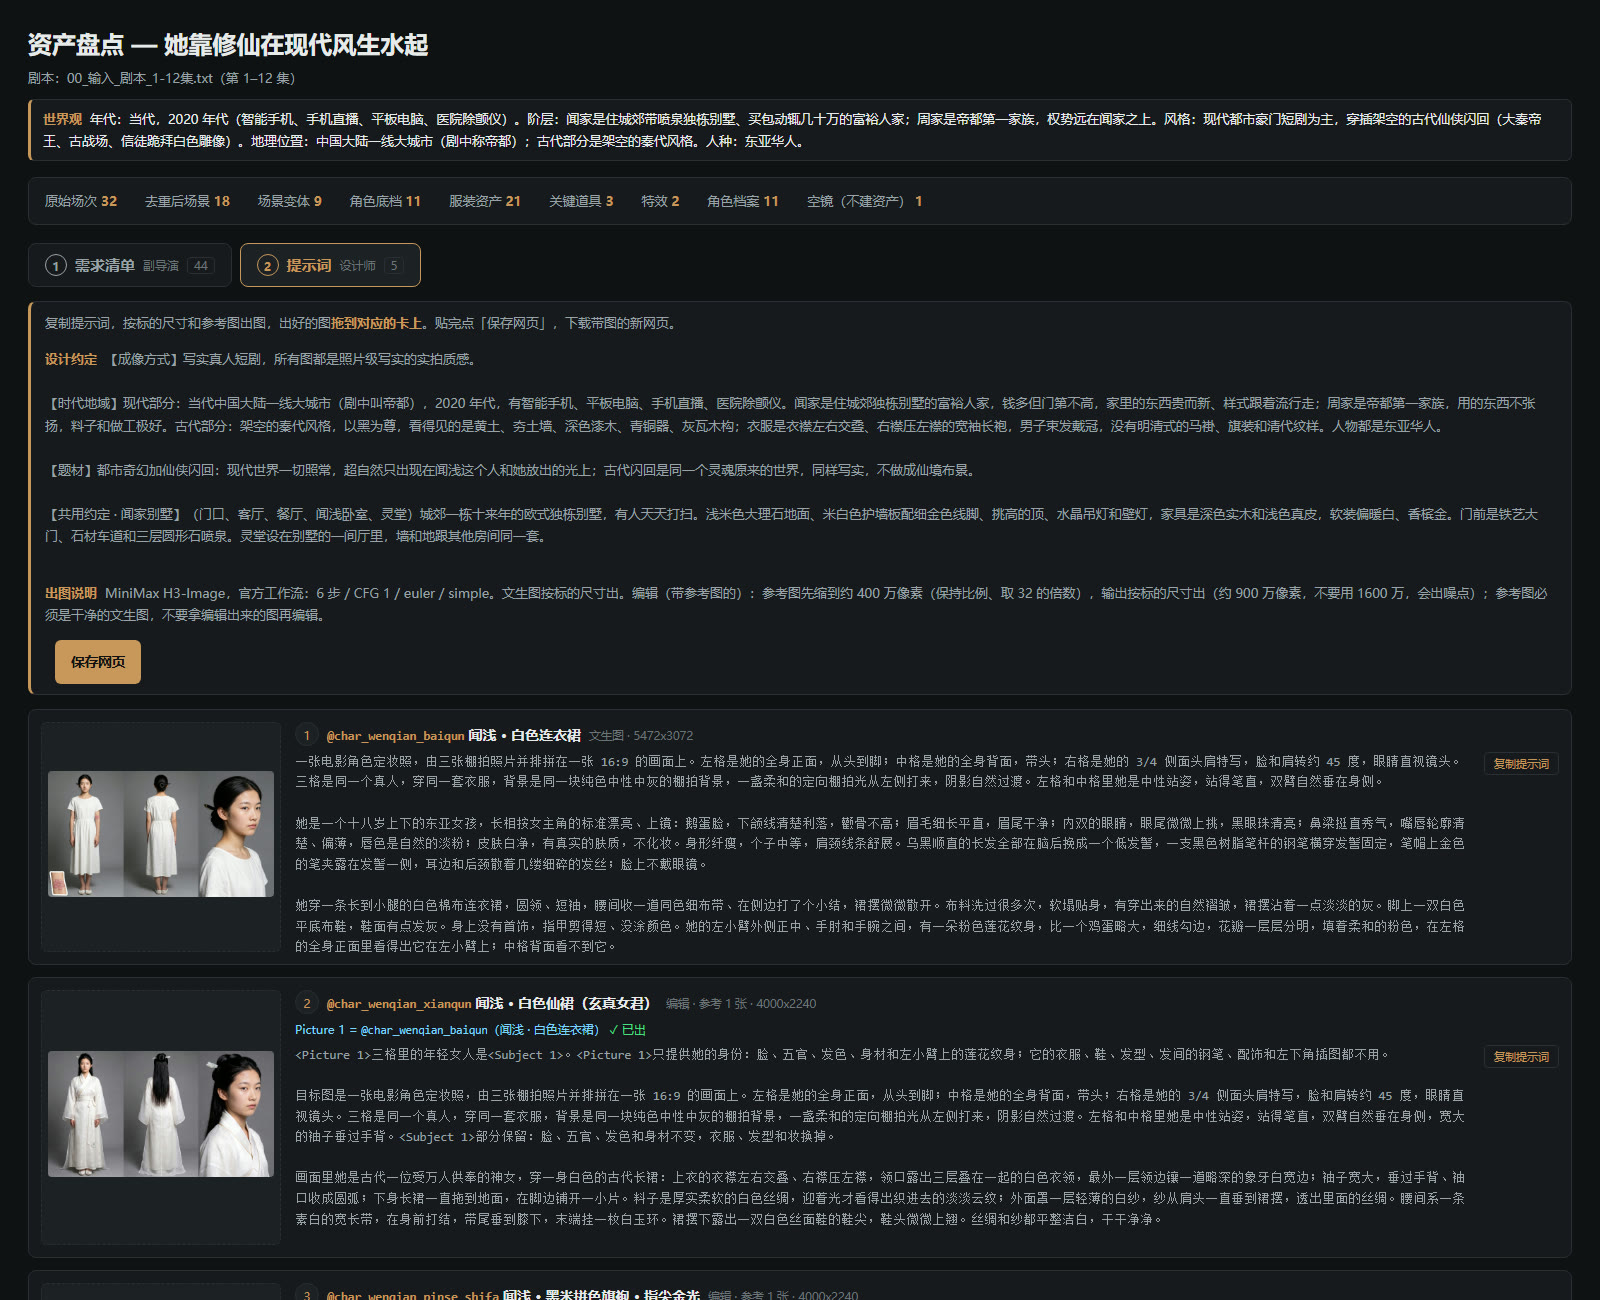 资产盘点 — 她靠修仙在现代风生水起
剧本：00_输入_剧本_1-12集.txt（第 1–12 集）
世界观 年代：当代，2020 年代（智能手机、手机直播、平板电脑、医院除颤仪）。阶层：闻家是住城郊带喷泉独栋别墅、买包动辄几十万的富裕人家；周家是帝都第一家族，权势远在闻家之上。风格：现代都市豪门短剧为主，穿插架空的古代仙侠闪回（大秦帝
王、古战场、信徒跪拜白色雕像）。地理位置：中国大陆一线大城市（剧中称帝都）；古代部分是架空的秦代风格。人种：东亚华人。
原始场次 32 去重后场景 18 场景变体 9 角色底档 11 服装资产 21 关键道具 3 特效 2 角色档案 11 空镜（不建资产） 1
1 需求清单 副导演 44 2 提示词 设计师 5
复制提示词，按标的尺寸和参考图出图，出好的图拖到对应的卡上。贴完点「保存网页」，下载带图的新网页。
设计约定 【成像方式】写实真人短剧，所有图都是照片级写实的实拍质感。
【时代地域】现代部分：当代中国大陆一线大城市（剧中叫帝都），2020 年代，有智能手机、平板电脑、手机直播、医院除颤仪。闻家是住城郊独栋别墅的富裕人家，钱多但门第不高，家里的东西贵而新、样式跟着流行走；周家是帝都第一家族，用的东西不张
扬，料子和做工极好。古代部分：架空的秦代风格，以黑为尊，看得见的是黄土、夯土墙、深色漆木、青铜器、灰瓦木构；衣服是衣襟左右交叠、右襟压左襟的宽袖长袍，男子束发戴冠，没有明清式的马褂、旗装和清代纹样。人物都是东亚华人。
【题材】都市奇幻加仙侠闪回：现代世界一切照常，超自然只出现在闻浅这个人和她放出的光上；古代闪回是同一个灵魂原来的世界，同样写实，不做成仙境布景。
【共用约定 · 闻家别墅】（门口、客厅、餐厅、闻浅卧室、灵堂）城郊一栋十来年的欧式独栋别墅，有人天天打扫。浅米色大理石地面、米白色护墙板配细金色线脚、挑高的顶、水晶吊灯和壁灯，家具是深色实木和浅色真皮，软装偏暖白、香槟金。门前是铁艺大
门、石材车道和三层圆形石喷泉。灵堂设在别墅的一间厅里，墙和地跟其他房间同一套。
出图说明 MiniMax H3-Image，官方工作流：6 步 / CFG 1 / euler / simple。文生图按标的尺寸出。编辑（带参考图的）：参考图先缩到约 400 万像素（保持比例、取 32 的倍数），输出按标的尺寸出（约 900 万像素，不要用 1600 万，会出噪点）；参考图必
须是干净的文生图，不要拿编辑出来的图再编辑。
保存网页
1 @char_wenqian_baiqun 闻浅 · 白色连衣裙 文生图 · 5472x3072
复制提示词
一张电影角色定妆照，由三张棚拍照片并排拼在一张 16:9 的画面上。左格是她的全身正面，从头到脚；中格是她的全身背面，带头；右格是她的 3/4 侧面头肩特写，脸和肩转约 45 度，眼睛直视镜头。
三格是同一个真人，穿同一套衣服，背景是同一块纯色中性中灰的棚拍背景，一盏柔和的定向棚拍光从左侧打来，阴影自然过渡。左格和中格里她是中性站姿，站得笔直，双臂自然垂在身侧。
她是一个十八岁上下的东亚女孩，长相按女主角的标准漂亮、上镜：鹅蛋脸，下颌线清楚利落，颧骨不高；眉毛细长平直，眉尾干净；内双的眼睛，眼尾微微上挑，黑眼珠清亮；鼻梁挺直秀气，嘴唇轮廓清
楚、偏薄，唇色是自然的淡粉；皮肤白净，有真实的肤质，不化妆。身形纤瘦，个子中等，肩颈线条舒展。乌黑顺直的长发全部在脑后挽成一个低发髻，一支黑色树脂笔杆的钢笔横穿发髻固定，笔帽上金色
的笔夹露在发髻一侧，耳边和后颈散着几缕细碎的发丝；脸上不戴眼镜。
她穿一条长到小腿的白色棉布连衣裙，圆领、短袖，腰间收一道同色细布带、在侧边打了个小结，裙摆微微散开。布料洗过很多次，软塌贴身，有穿出来的自然褶皱，裙摆沾着一点淡淡的灰。脚上一双白色
平底布鞋，鞋面有点发灰。身上没有首饰，指甲剪得短、没涂颜色。她的左小臂外侧正中、手肘和手腕之间，有一朵粉色莲花纹身，比一个鸡蛋略大，细线勾边，花瓣一层层分明，填着柔和的粉色，在左格
的全身正面里看得出它在左小臂上；中格背面看不到它。
2 @char_wenqian_xianqun 闻浅 · 白色仙裙（玄真女君） 编辑 · 参考 1 张 · 4000x2240
Picture 1 = @char_wenqian_baiqun（闻浅 · 白色连衣裙） ✓ 已出
复制提示词
<Picture 1>三格里的年轻女人是<Subject 1>。<Picture 1>只提供她的身份：脸、五官、发色、身材和左小臂上的莲花纹身；它的衣服、鞋、发型、发间的钢笔、配饰和左下角插图都不用。
目标图是一张电影角色定妆照，由三张棚拍照片并排拼在一张 16:9 的画面上。左格是她的全身正面，从头到脚；中格是她的全身背面，带头；右格是她的 3/4 侧面头肩特写，脸和肩转约 45 度，眼睛直
视镜头。三格是同一个真人，穿同一套衣服，背景是同一块纯色中性中灰的棚拍背景，一盏柔和的定向棚拍光从左侧打来，阴影自然过渡。左格和中格里她是中性站姿，站得笔直，双臂自然垂在身侧，宽大
的袖子垂过手背。<Subject 1>部分保留：脸、五官、发色和身材不变，衣服、发型和妆换掉。
画面里她是古代一位受万人供奉的神女，穿一身白色的古代长裙：上衣的衣襟左右交叠、右襟压左襟，领口露出三层叠在一起的白色衣领，最外一层领边镶一道略深的象牙白宽边；袖子宽大，垂过手背、袖
口收成圆弧；下身长裙一直拖到地面，在脚边铺开一小片。料子是厚实柔软的白色丝绸，迎着光才看得出织进去的淡淡云纹；外面罩一层轻薄的白纱，纱从肩头一直垂到裙摆，透出里面的丝绸。腰间系一条
素白的宽长带，在身前打结，带尾垂到膝下，末端挂一枚白玉环。裙摆下露出一双白色丝面鞋的鞋尖，鞋头微微上翘。丝绸和纱都平整洁白，干干净净。
3 @char_wenqian_pinse_shifa 闻浅 · 黑米拼色旗袍 · 指尖金光 编辑 · 参考 1 张 · 4000x2240